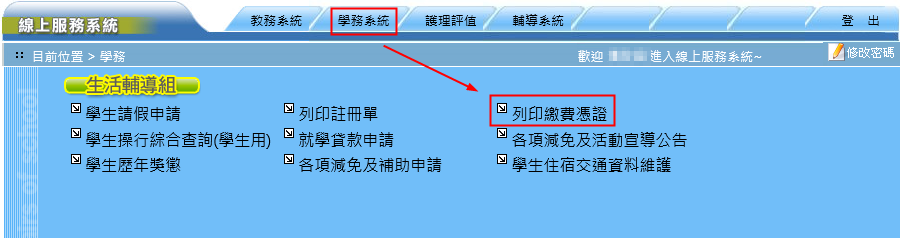 線上服務系統
教務系統 學務系統 護理評值 輔導系統 登 出
目前位置 > 學務 歡迎 進入線上服務系統~ 修改密碼
生活輔導組
學生請假申請 列印註冊單 列印繳費憑證
學生操行綜合查詢(學生用) 就學貸款申請 各項減免及活動宣導公告
學生歷年獎懲 各項減免及補助申請 學生住宿交通資料維護
irs of school